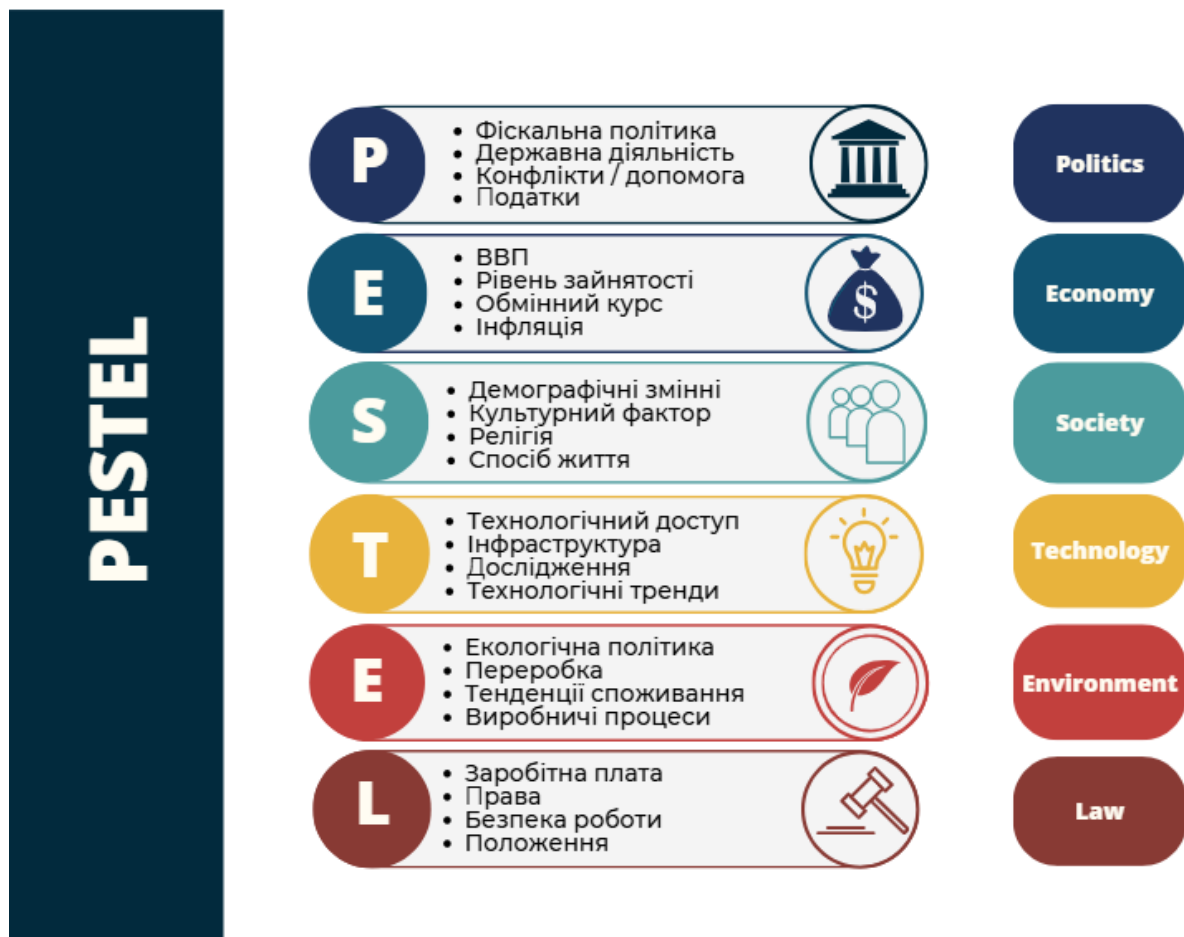 PESTEL
P
• Фіскальна політика
• Державна діяльність
• Конфлікти / допомога
• Податки
Politics
E
• ВВП
• Рівень зайнятості
• Обмінний курс
• Інфляція
$
Economy
S
• Демографічні змінні
• Культурний фактор
• Релігія
• Спосіб життя
Society
T
• Технологічний доступ
• Інфраструктура
• Дослідження
• Технологічні тренди
Technology
E
• Екологічна політика
• Переробка
• Тенденції споживання
• Виробничі процеси
Environment
L
• Заробітна плата
• Права
• Безпека роботи
• Положення
Law